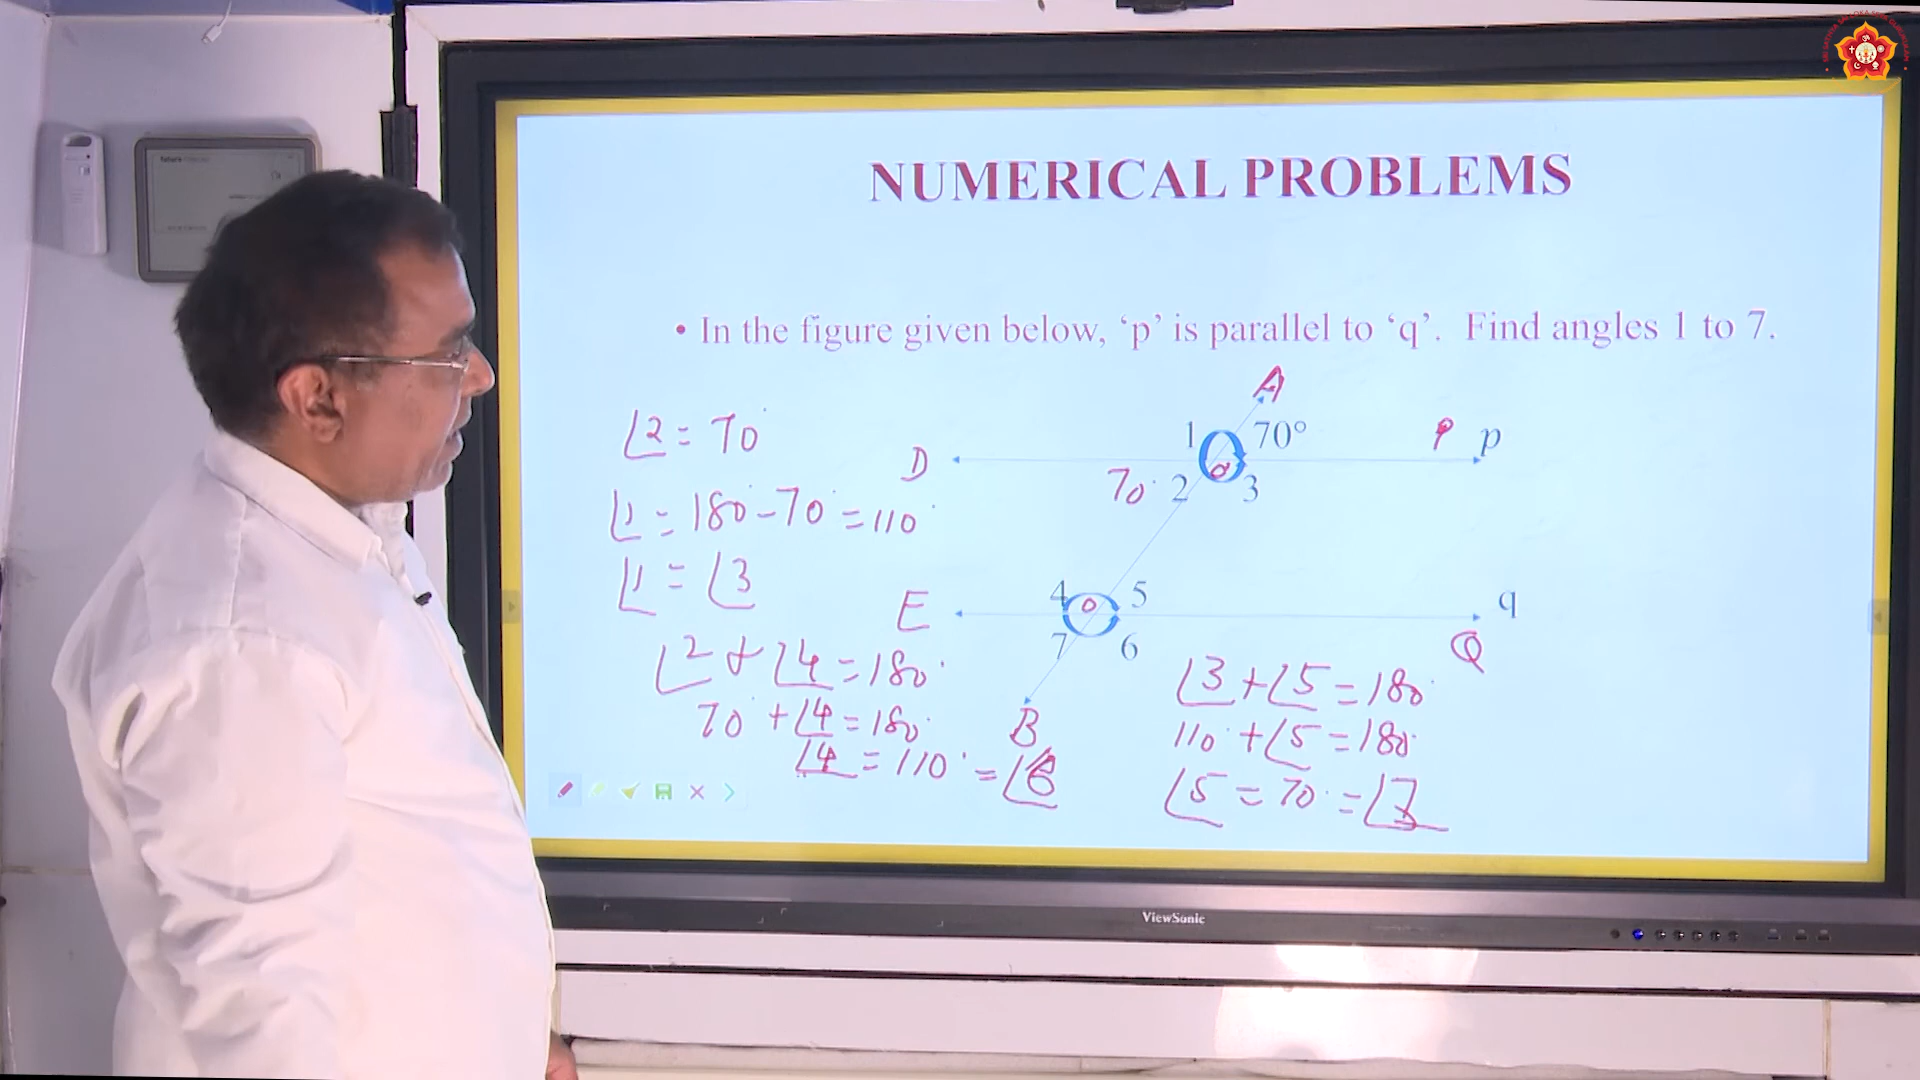 NUMERICAL PROBLEMS
• In the figure given below, ‘p’ is parallel to ‘q’. Find angles 1 to 7.
A
1 70° P p
D
70° 2 3
4 5 q
E
7 6 Q
B
∠2 = 70°
∠1 = 180° - 70° = 110°
∠1 = ∠3
∠2 + ∠4 = 180°
70° + ∠4 = 180°
∠4 = 110° = ∠6
∠3 + ∠5 = 180°
110° + ∠5 = 180°
∠5 = 70° = ∠7
ViewSonic